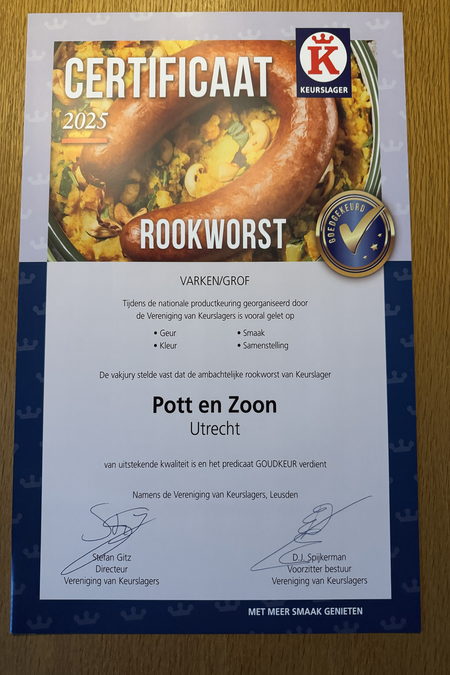 CERTIFICAAT
2025
K
KEURSLAGER
ROOKWORST
GOEDGEKEURD
VARKEN/GROF
Tijdens de nationale productkeuring georganiseerd door
de Vereniging van Keurslagers is vooral gelet op
• Geur • Smaak
• Kleur • Samenstelling
De vakjury stelde vast dat de ambachtelijke rookworst van Keurslager
Pott en Zoon
Utrecht
van uitstekende kwaliteit is en het predicaat GOUDKEUR verdient
Namens de Vereniging van Keurslagers, Leusden
Stefan Gitz D.J. Spijkerman
Directeur Voorzitter bestuur
Vereniging van Keurslagers Vereniging van Keurslagers
MET MEER SMAAK GENIETEN